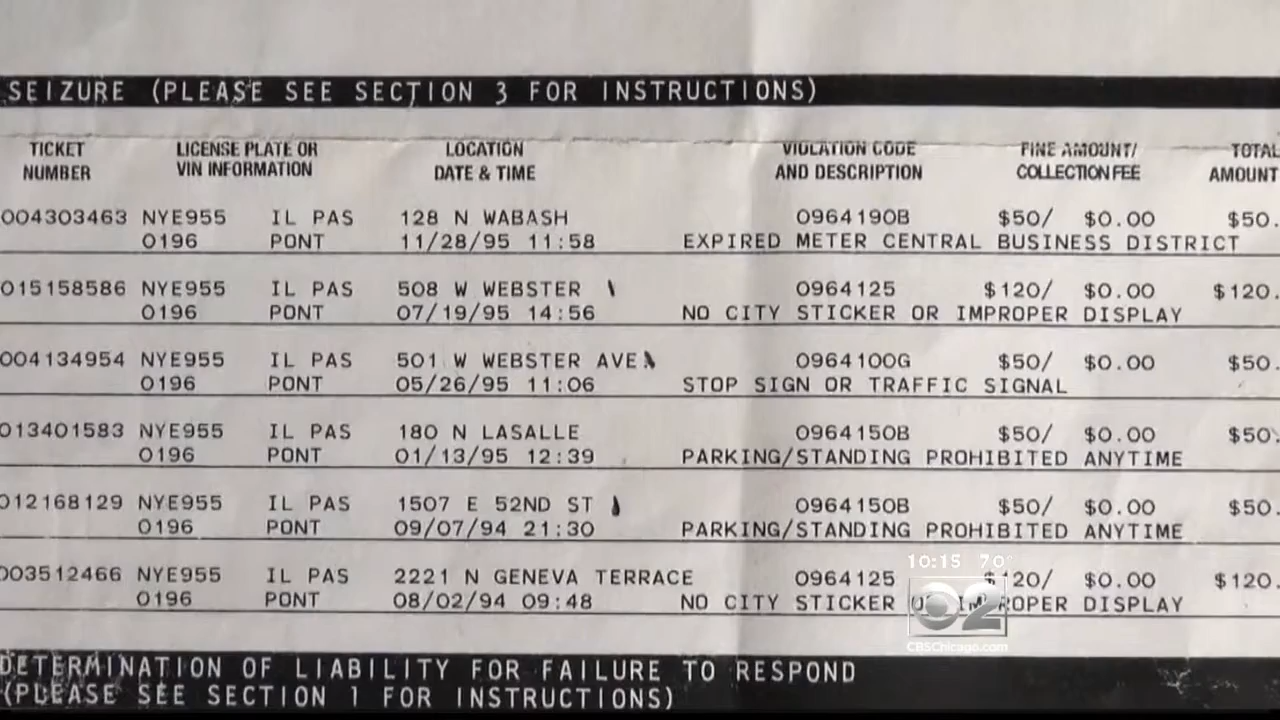 SEIZURE (PLEASE SEE SECTION 3 FOR INSTRUCTIONS)
TICKET NUMBER LICENSE PLATE OR VIN INFORMATION LOCATION DATE & TIME VIOLATION CODE AND DESCRIPTION FINE AMOUNT/ COLLECTION FEE TOTAL AMOUNT
004303463 NYE955 IL PAS 128 N WABASH 0964190B $50/ $0.00 $50.
0196 PONT 11/28/95 11:58 EXPIRED METER CENTRAL BUSINESS DISTRICT
015158586 NYE955 IL PAS 508 W WEBSTER 0964125 $120/ $0.00 $120.
0196 PONT 07/19/95 14:56 NO CITY STICKER OR IMPROPER DISPLAY
004134954 NYE955 IL PAS 501 W WEBSTER AVE 0964100G $50/ $0.00 $50.
0196 PONT 05/26/95 11:06 STOP SIGN OR TRAFFIC SIGNAL
013401583 NYE955 IL PAS 180 N LASALLE 0964150B $50/ $0.00 $50.
0196 PONT 01/13/95 12:39 PARKING/STANDING PROHIBITED ANYTIME
012168129 NYE955 IL PAS 1507 E 52ND ST 0964150B $50/ $0.00 $50.
0196 PONT 09/07/94 21:30 PARKING/STANDING PROHIBITED ANYTIME
003512466 NYE955 IL PAS 2221 N GENEVA TERRACE 0964125 $120/ $0.00 $120.
0196 PONT 08/02/94 09:48 NO CITY STICKER OR IMPROPER DISPLAY
10:15 70°
2
CBSChicago.com
DETERMINATION OF LIABILITY FOR FAILURE TO RESPOND
(PLEASE SEE SECTION 1 FOR INSTRUCTIONS)